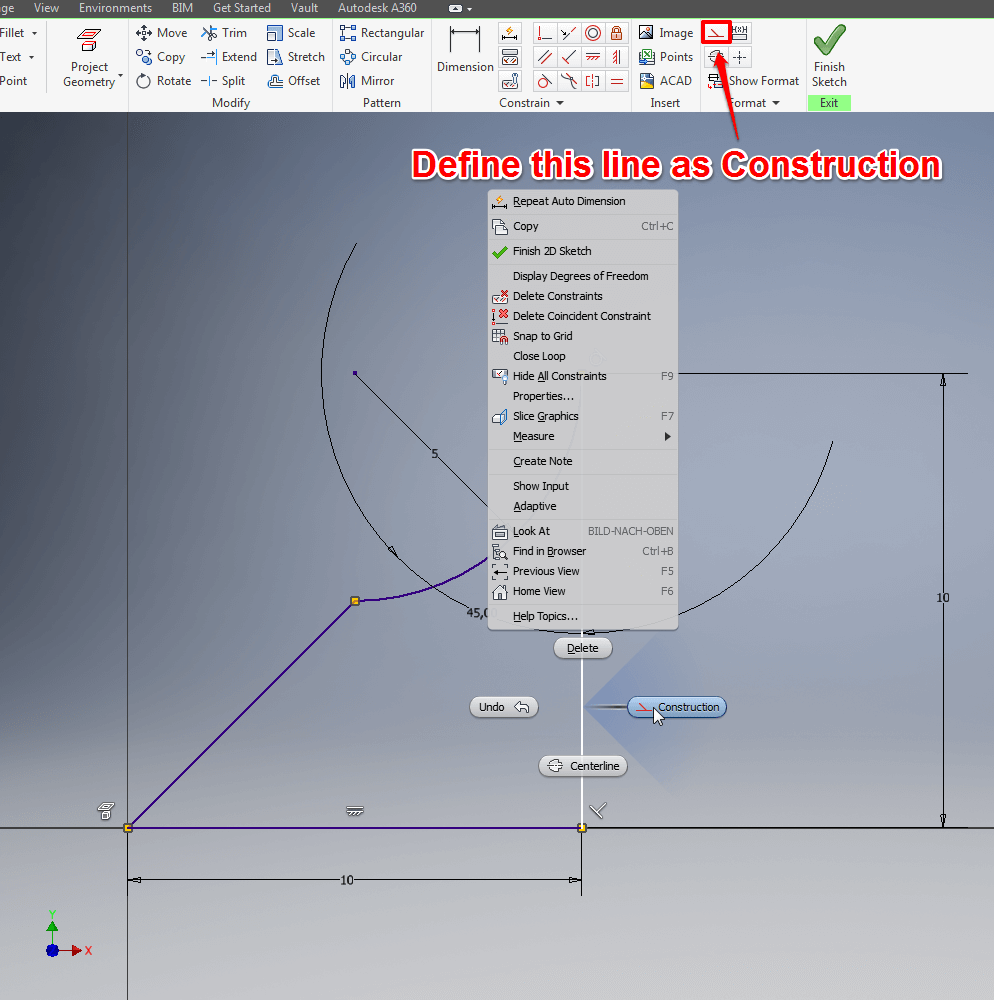 ge View Environments BIM Get Started Vault Autodesk A360
Fillet Move Trim Scale Rectangular Image
Text Project Copy Extend Stretch Circular Dimension Points Finish
Point Geometry Rotate Split Offset Mirror ACAD Show Format Sketch
Modify Pattern Constrain Insert Format Exit
Define this line as Construction
Repeat Auto Dimension
Copy Ctrl+C
Finish 2D Sketch
Display Degrees of Freedom
Delete Constraints
Delete Coincident Constraint
Snap to Grid
Close Loop
Hide All Constraints F9
Properties...
Slice Graphics F7
Measure
5
Create Note
Show Input
Adaptive
Look At BILD-NACH-OBEN
Find in Browser Ctrl+B
Previous View F5
Home View F6
10
45,0
Help Topics...
Delete
Undo Construction
Centerline
10
Y
X